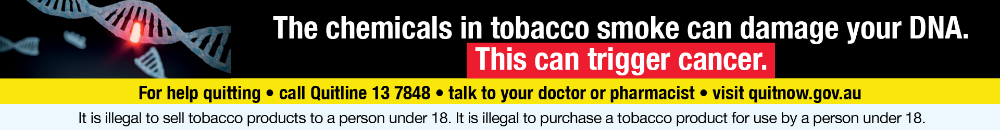 The chemicals in tobacco smoke can damage your DNA.
This can trigger cancer.
For help quitting • call Quitline 13 7848 • talk to your doctor or pharmacist • visit quitnow.gov.au
It is illegal to sell tobacco products to a person under 18. It is illegal to purchase a tobacco product for use by a person under 18.